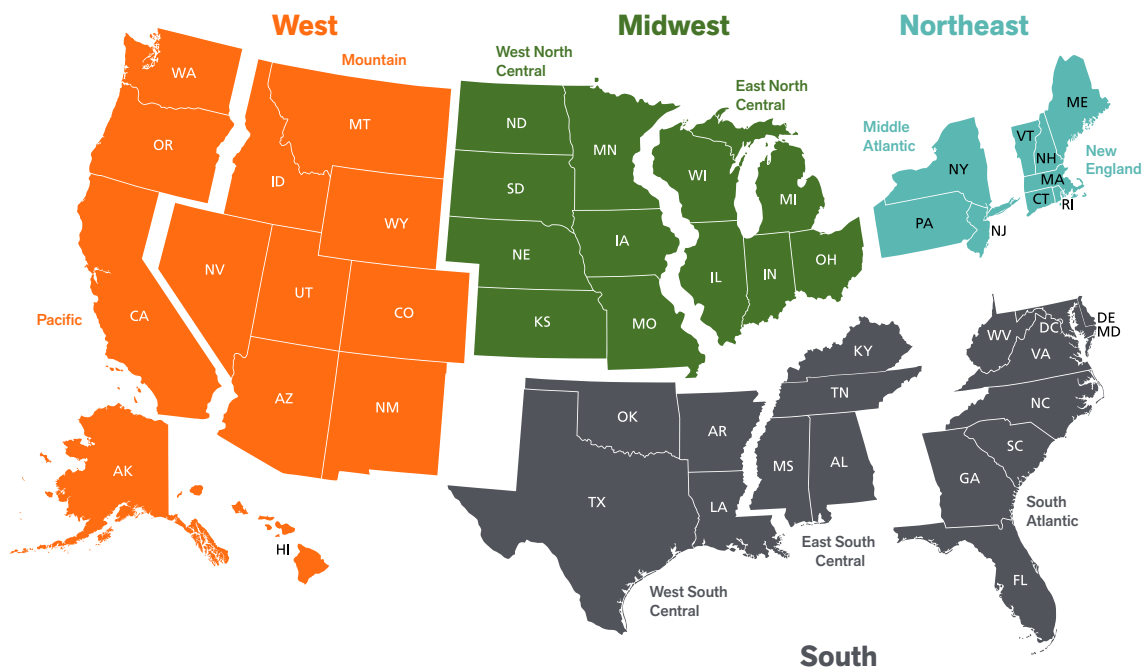 West
Midwest
Northeast
Mountain
West North
Central
East North
Central
Middle
Atlantic
New
England
Pacific
WA
OR
CA
AK
HI
MT
ID
WY
NV
UT
CO
AZ
NM
ND
SD
NE
KS
MN
IA
MO
WI
MI
IL
IN
OH
NY
PA
NJ
ME
VT
NH
MA
CT
RI
OK
TX
AR
LA
KY
TN
MS
AL
WV
DC
DE
MD
VA
NC
SC
GA
FL
West South
Central
East South
Central
South
Atlantic
South